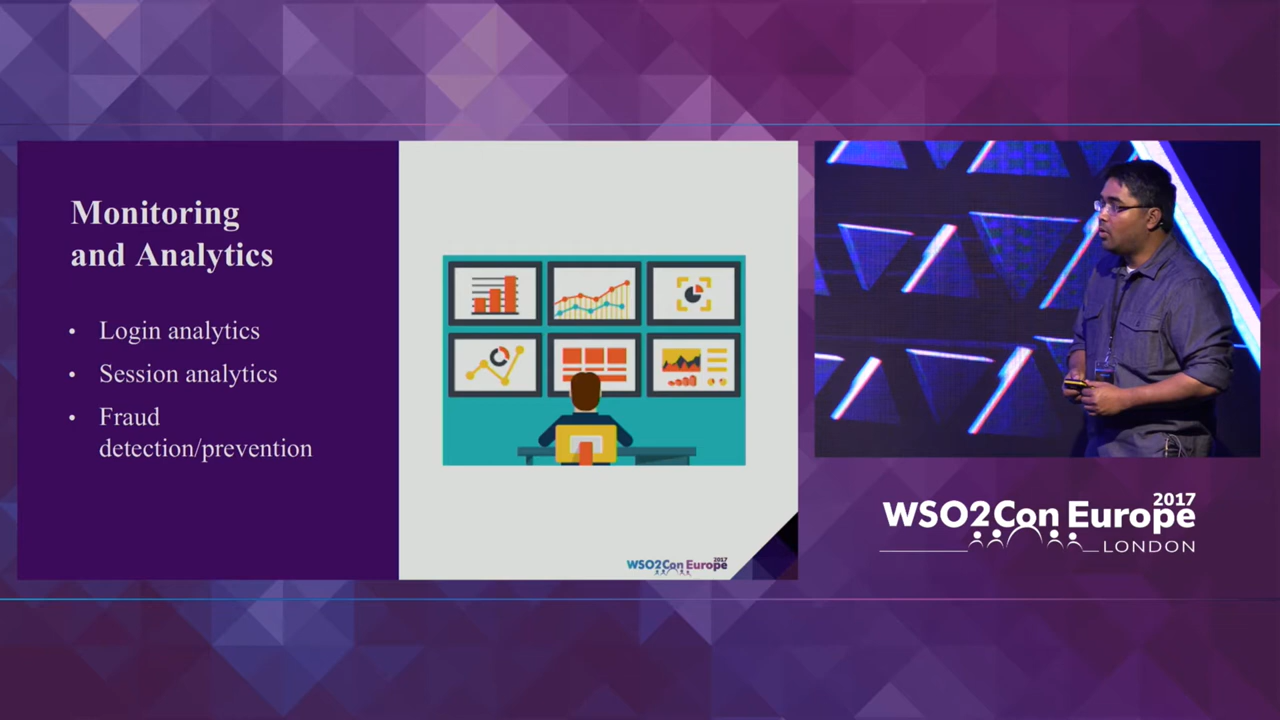 Monitoring
and Analytics
• Login analytics
• Session analytics
• Fraud
detection/prevention
WSO2Con Europe 2017
WSO2Con Europe 2017
LONDON